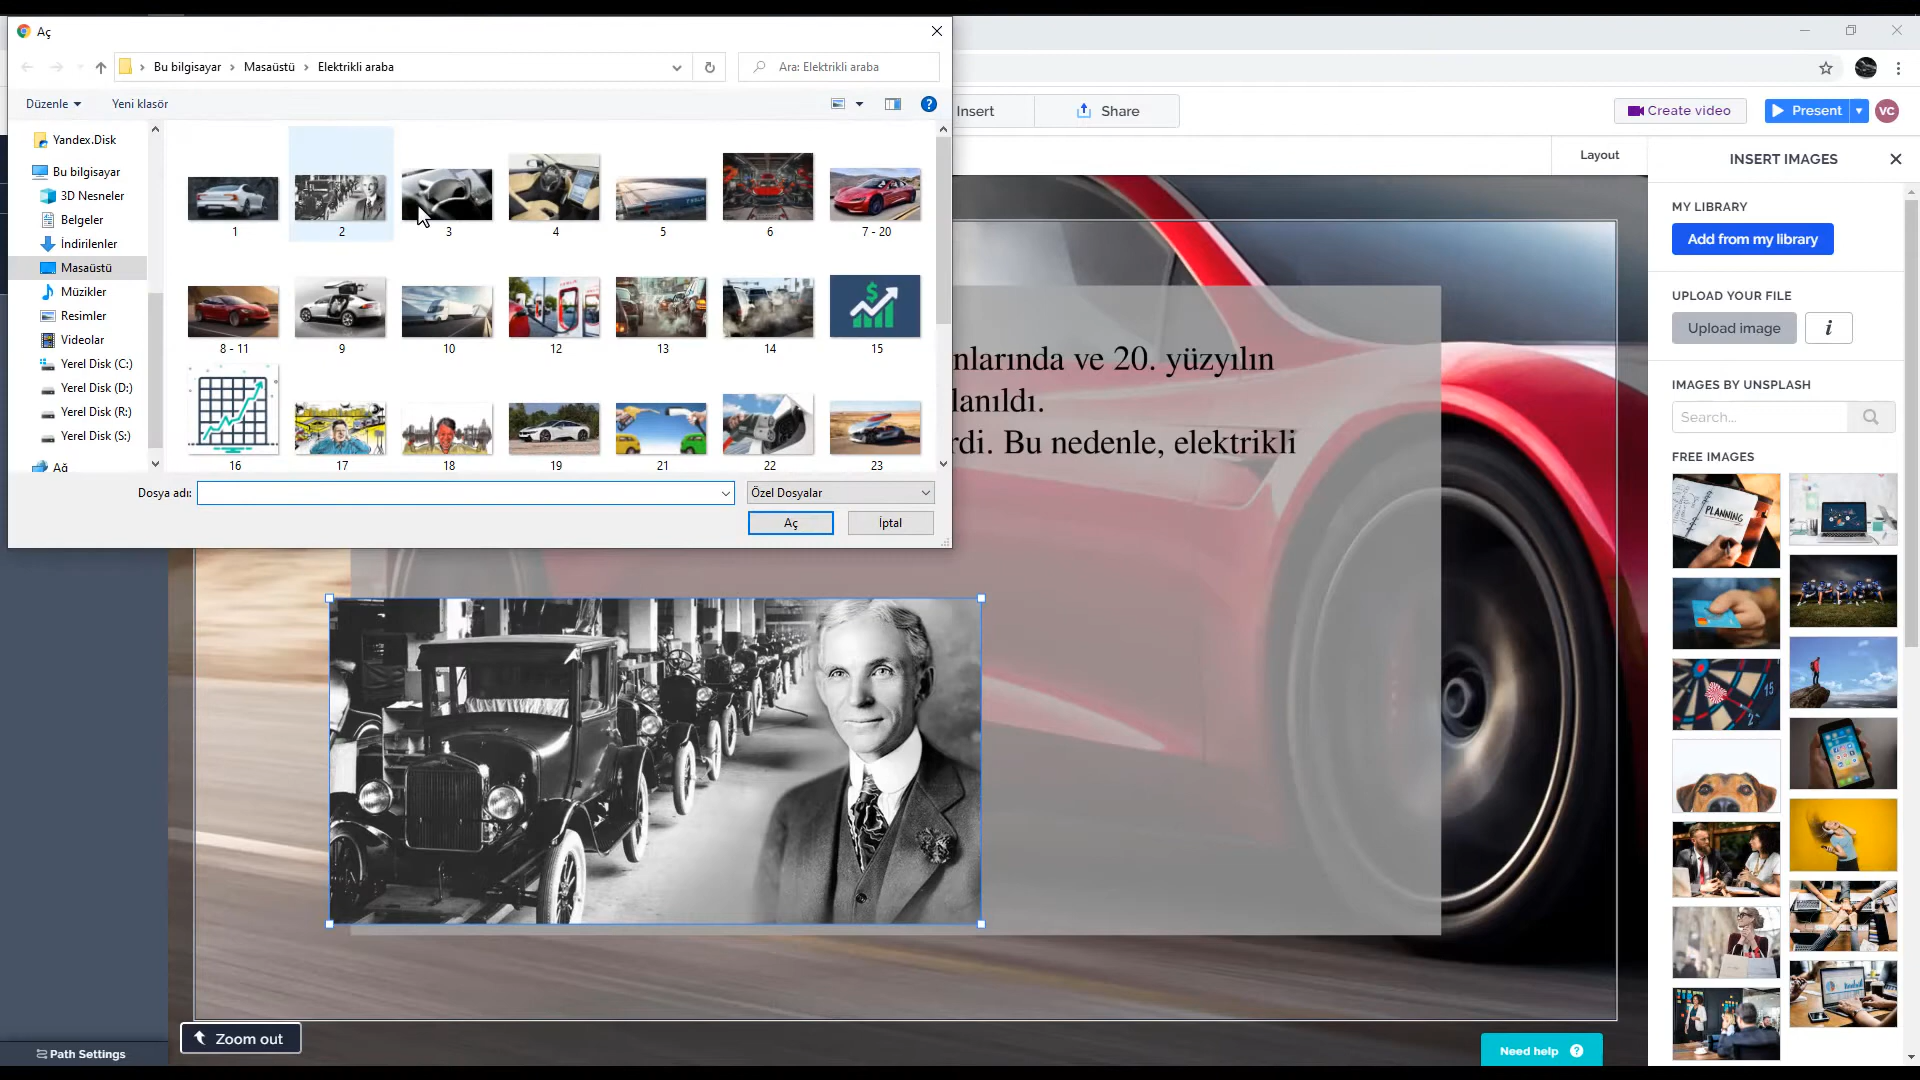 Aç
Bu bilgisayar
Masaüstü
Elektrikli araba
Ara: Elektrikli araba
Düzenle
Yeni klasör
Yandex.Disk
Bu bilgisayar
3D Nesneler
Belgeler
İndirilenler
Masaüstü
Müzikler
Resimler
Videolar
Yerel Disk (C:)
Yerel Disk (D:)
Yerel Disk (R:)
Yerel Disk (S:)
Ağ
1
2
3
4
5
6
7 - 20
8 - 11
9
10
12
13
14
15
16
17
18
19
21
22
23
Dosya adı:
Özel Dosyalar
Aç
İptal
Insert
Share
Create video
Present
VC
Layout
nlarında ve 20. yüzyılın
lanıldı.
rdi. Bu nedenle, elektrikli
INSERT IMAGES
MY LIBRARY
Add from my library
UPLOAD YOUR FILE
Upload image
i
IMAGES BY UNSPLASH
Search...
FREE IMAGES
PLANNING
Zoom out
Path Settings
Need help ?